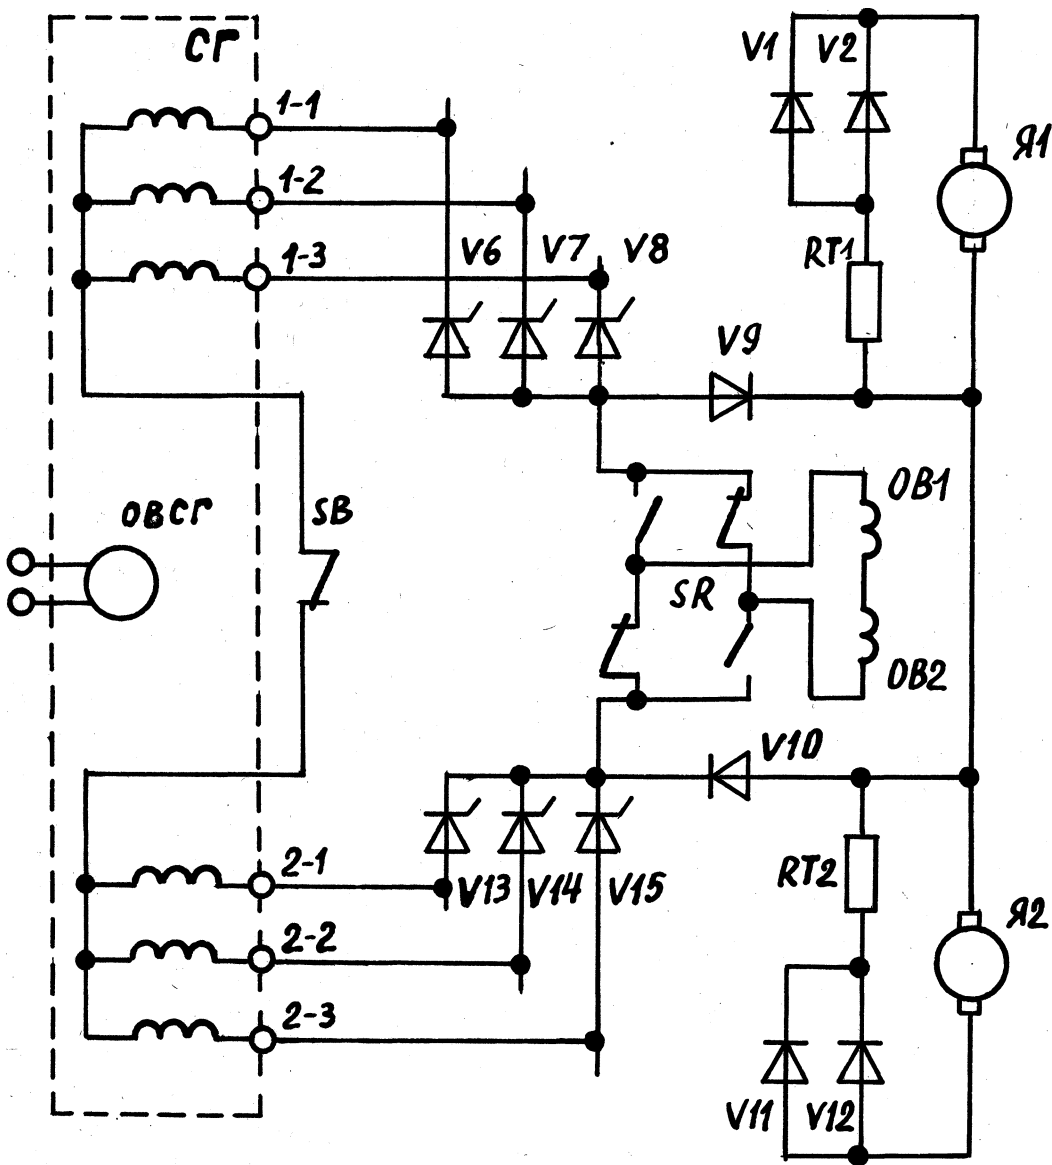 СГ
V1 V2
1-1
Я1
1-2
1-3
V6 V7 V8
RT1
V9
ОВ1
ОВСГ
SB
SR
ОВ2
V10
2-1
V13 V14 V15
RT2
2-2
Я2
2-3
V11 V12